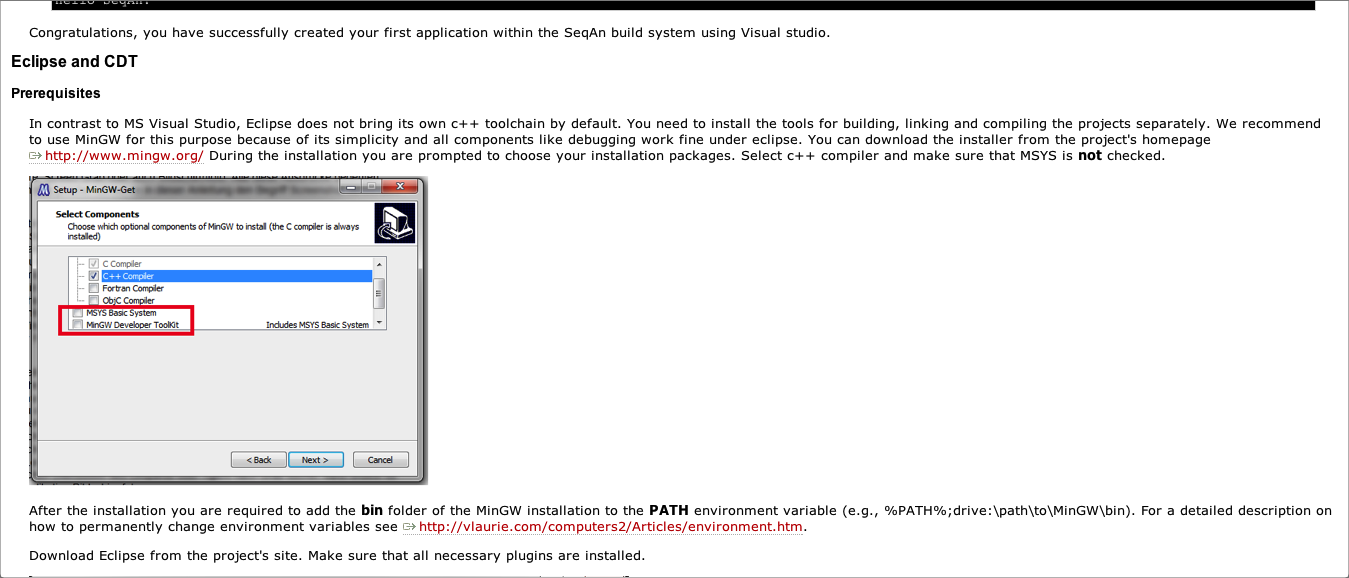 Hello SeqAn!
Congratulations, you have successfully created your first application within the SeqAn build system using Visual studio.
Eclipse and CDT
Prerequisites
In contrast to MS Visual Studio, Eclipse does not bring its own c++ toolchain by default. You need to install the tools for building, linking and compiling the projects separately. We recommend
to use MinGW for this purpose because of its simplicity and all components like debugging work fine under eclipse. You can download the installer from the project's homepage
http://www.mingw.org/ During the installation you are prompted to choose your installation packages. Select c++ compiler and make sure that MSYS is not checked.
Setup - MinGW-Get
Select Components
Choose which optional components of MinGW to install (the C compiler is always
installed)
C Compiler
C++ Compiler
Fortran Compiler
ObjC Compiler
MSYS Basic System
MinGW Developer ToolKit Includes MSYS Basic System
< Back Next > Cancel
After the installation you are required to add the bin folder of the MinGW installation to the PATH environment variable (e.g., %PATH%;drive:\path\to\MinGW\bin). For a detailed description on
how to permanently change environment variables see http://vlaurie.com/computers2/Articles/environment.htm.
Download Eclipse from the project's site. Make sure that all necessary plugins are installed.